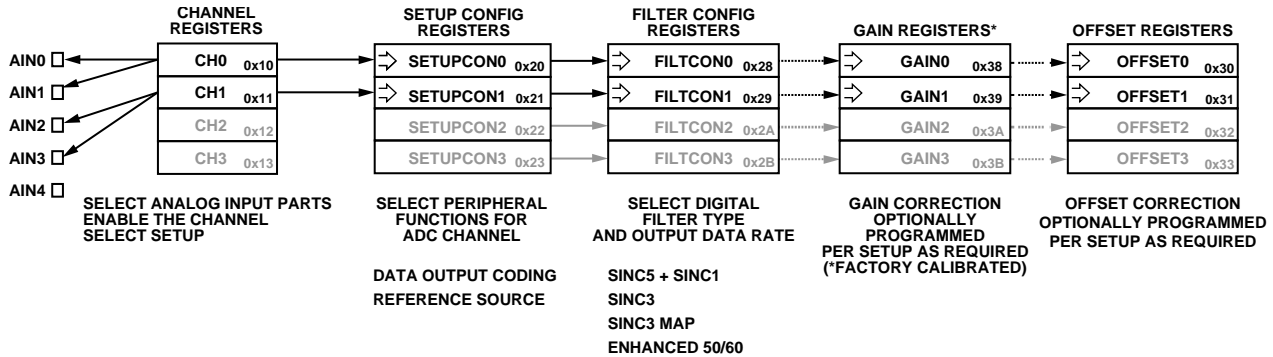 CHANNEL
REGISTERS
SETUP CONFIG
REGISTERS
FILTER CONFIG
REGISTERS
GAIN REGISTERS*
OFFSET REGISTERS
AIN0
CH0 0x10
SETUPCON0 0x20
FILTCON0 0x28
GAIN0 0x38
OFFSET0 0x30
AIN1
CH1 0x11
SETUPCON1 0x21
FILTCON1 0x29
GAIN1 0x39
OFFSET1 0x31
AIN2
CH2 0x12
SETUPCON2 0x22
FILTCON2 0x2A
GAIN2 0x3A
OFFSET2 0x32
AIN3
CH3 0x13
SETUPCON3 0x23
FILTCON3 0x2B
GAIN3 0x3B
OFFSET3 0x33
AIN4
SELECT ANALOG INPUT PARTS
ENABLE THE CHANNEL
SELECT SETUP
SELECT PERIPHERAL
FUNCTIONS FOR
ADC CHANNEL
DATA OUTPUT CODING
REFERENCE SOURCE
SELECT DIGITAL
FILTER TYPE
AND OUTPUT DATA RATE
SINC5 + SINC1
SINC3
SINC3 MAP
ENHANCED 50/60
GAIN CORRECTION
OPTIONALLY
PROGRAMMED
PER SETUP AS REQUIRED
(*FACTORY CALIBRATED)
OFFSET CORRECTION
OPTIONALLY PROGRAMMED
PER SETUP AS REQUIRED